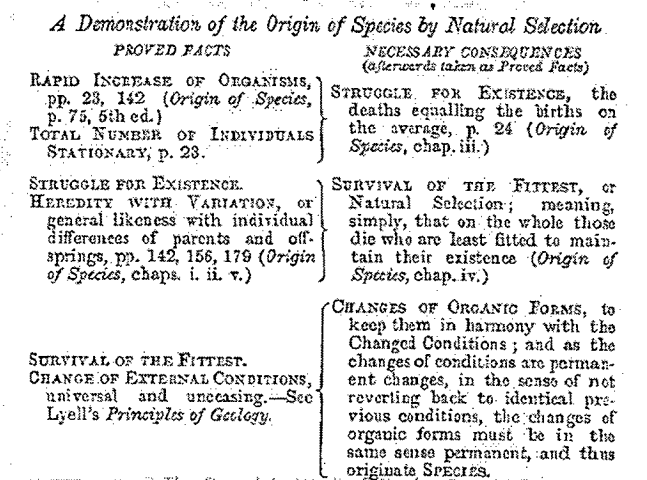 A Demonstration of the Origin of Species by Natural Selection
PROVED FACTS
RAPID INCREASE OF ORGANISMS,
pp. 23, 142 (Origin of Species,
p. 75, 5th ed.)
TOTAL NUMBER OF INDIVIDUALS
STATIONARY, p. 23.
NECESSARY CONSEQUENCES
(afterwards taken as Proved Facts)
STRUGGLE FOR EXISTENCE, the
deaths equalling the births on
the average, p. 24 (Origin of
Species, chap. iii.)
STRUGGLE FOR EXISTENCE.
HEREDITY WITH VARIATION, or
general likeness with individual
differences of parents and off-
springs, pp. 142, 156, 179 (Origin
of Species, chaps. i. ii. v.)
SURVIVAL OF THE FITTEST, or
Natural Selection; meaning,
simply, that on the whole those
die who are least fitted to main-
tain their existence (Origin of
Species, chap. iv.)
SURVIVAL OF THE FITTEST.
CHANGE OF EXTERNAL CONDITIONS,
universal and unceasing.—See
Lyell's Principles of Geology.
CHANGES OF ORGANIC FORMS, to
keep them in harmony with the
Changed Conditions; and as the
changes of conditions are perman-
ent changes, in the sense of not
reverting back to identical pre-
vious conditions, the changes of
organic forms must be in the
same sense permanent, and thus
originate SPECIES.